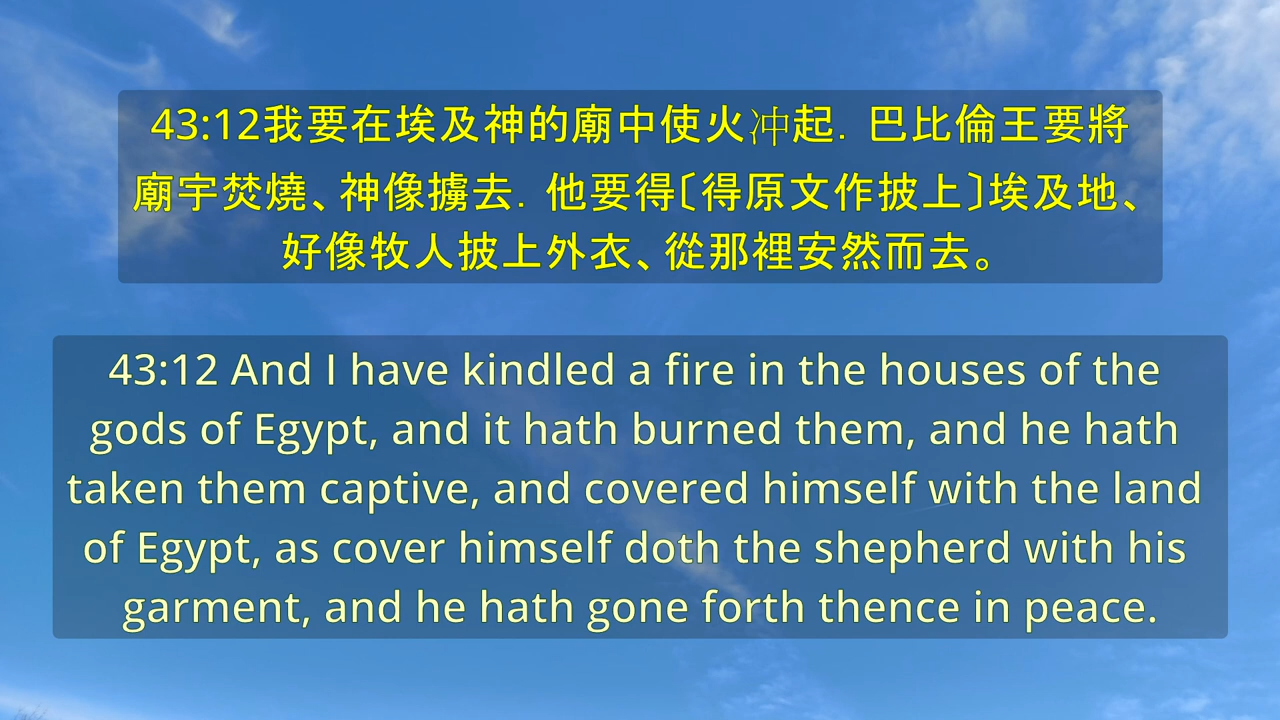 43:12我要在埃及神的廟中使火冲起．巴比倫王要將
廟宇焚燒、神像擄去．他要得〔得原文作披上〕埃及地、
好像牧人披上外衣、從那裡安然而去。
43:12 And I have kindled a fire in the houses of the
gods of Egypt, and it hath burned them, and he hath
taken them captive, and covered himself with the land
of Egypt, as cover himself doth the shepherd with his
garment, and he hath gone forth thence in peace.